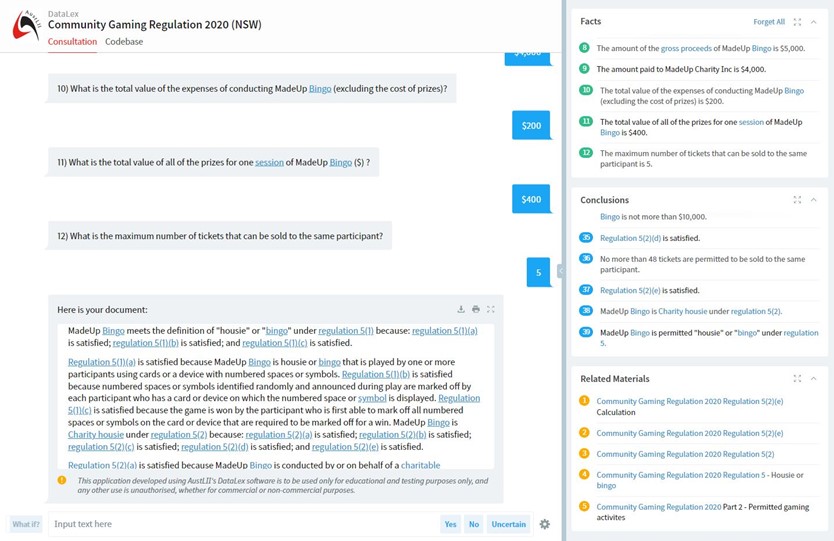 AustLII
DataLex
Community Gaming Regulation 2020 (NSW)
Consultation Codebase
$4,000
10) What is the total value of the expenses of conducting MadeUp Bingo (excluding the cost of prizes)?
$200
11) What is the total value of all of the prizes for one session of MadeUp Bingo ($) ?
$400
12) What is the maximum number of tickets that can be sold to the same participant?
5
Here is your document:
MadeUp Bingo meets the definition of "housie" or "bingo" under regulation 5(1) because: regulation 5(1)(a)
is satisfied; regulation 5(1)(b) is satisfied; and regulation 5(1)(c) is satisfied.
Regulation 5(1)(a) is satisfied because MadeUp Bingo is housie or bingo that is played by one or more
participants using cards or a device with numbered spaces or symbols. Regulation 5(1)(b) is satisfied
because numbered spaces or symbols identified randomly and announced during play are marked off by
each participant who has a card or device on which the numbered space or symbol is displayed. Regulation
5(1)(c) is satisfied because the game is won by the participant who is first able to mark off all numbered
spaces or symbols on the card or device that are required to be marked off for a win. MadeUp Bingo is
Charity housie under regulation 5(2) because: regulation 5(2)(a) is satisfied; regulation 5(2)(b) is satisfied;
regulation 5(2)(c) is satisfied; regulation 5(2)(d) is satisfied; and regulation 5(2)(e) is satisfied.
Regulation 5(2)(a) is satisfied because MadeUp Bingo is conducted by or on behalf of a charitable
This application developed using AustLII's DataLex software is to be used only for educational and testing purposes only, and
any other use is unauthorised, whether for commercial or non-commercial purposes.
What if? Input text here Yes No Uncertain
Facts Forget All
8 The amount of the gross proceeds of MadeUp Bingo is $5,000.
9 The amount paid to MadeUp Charity Inc is $4,000.
10 The total value of the expenses of conducting MadeUp Bingo
(excluding the cost of prizes) is $200.
11 The total value of all of the prizes for one session of MadeUp
Bingo is $400.
12 The maximum number of tickets that can be sold to the same
participant is 5.
Conclusions
Bingo is not more than $10,000.
35 Regulation 5(2)(d) is satisfied.
36 No more than 48 tickets are permitted to be sold to the same
participant.
37 Regulation 5(2)(e) is satisfied.
38 MadeUp Bingo is Charity housie under regulation 5(2).
39 MadeUp Bingo is permitted "housie" or "bingo" under regulation
5.
Related Materials
1 Community Gaming Regulation 2020 Regulation 5(2)(e)
Calculation
2 Community Gaming Regulation 2020 Regulation 5(2)(e)
3 Community Gaming Regulation 2020 Regulation 5(2)
4 Community Gaming Regulation 2020 Regulation 5 - Housie or
bingo
5 Community Gaming Regulation 2020 Part 2 - Permitted gaming
activites